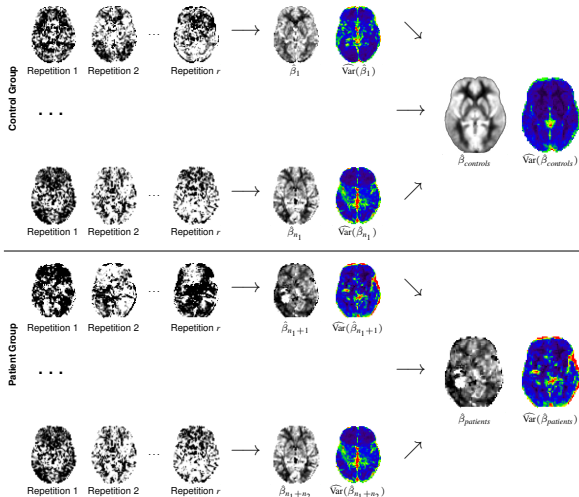 Control Group
Repetition 1 Repetition 2 ... Repetition r
β̂₁ V̂ar(β̂₁)
. . .
β̂controls V̂ar(β̂controls)
Repetition 1 Repetition 2 ... Repetition r
β̂n₁ V̂ar(β̂n₁)
Patient Group
Repetition 1 Repetition 2 ... Repetition r
β̂n₁+1 V̂ar(β̂n₁+1)
. . .
β̂patients V̂ar(β̂patients)
Repetition 1 Repetition 2 ... Repetition r
β̂n₁+n₂ V̂ar(β̂n₁+n₂)